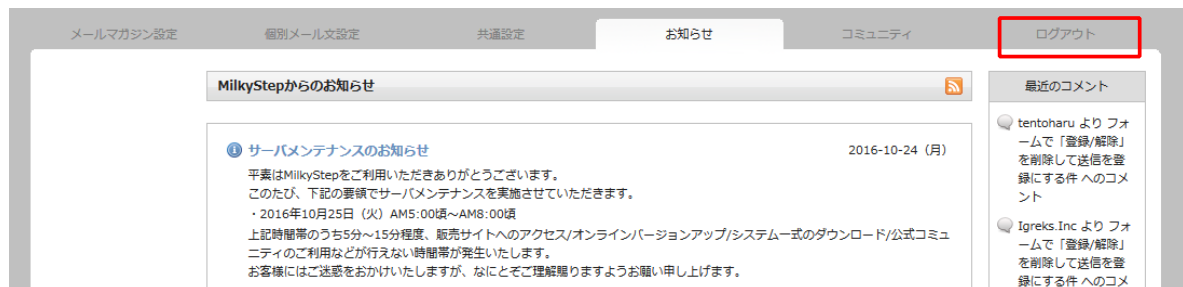 メールマガジン設定
個別メール文設定
共通設定
お知らせ
コミュニティ
ログアウト
MilkyStepからのお知らせ
サーバメンテナンスのお知らせ
2016-10-24（月）
平素はMilkyStepをご利用いただきありがとうございます。
このたび、下記の要領でサーバメンテナンスを実施させていただきます。
・2016年10月25日（火）AM5:00頃～AM8:00頃
上記時間帯のうち5分～15分程度、販売サイトへのアクセス/オンラインバージョンアップ/システム一式のダウンロード/公式コミュ
ニティのご利用などが行えない時間帯が発生いたします。
お客様にはご迷惑をおかけいたしますが、なにとぞご理解賜りますようお願い申し上げます。
最近のコメント
tentoharu より フォ
ームで「登録/解除」
を削除して送信を登
録にする件 へのコメ
ント
Igreks.Inc より フォ
ームで「登録/解除」
を削除して送信を登
録にする件 へのコメ